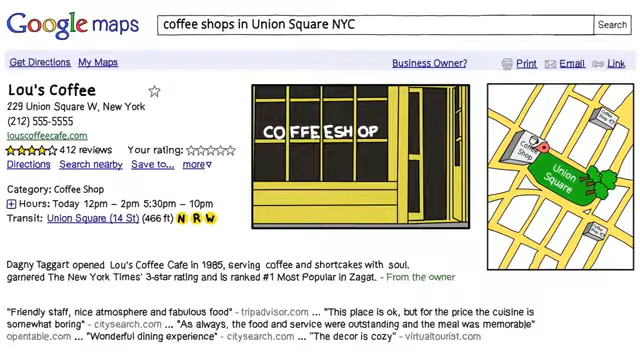 Google maps
coffee shops in Union Square NYC
Search
Get Directions My Maps
Business Owner?
Print Email Link
Lou's Coffee
229 Union Square W, New York
(212) 555-5555
louscoffeecafe.com
412 reviews Your rating:
Directions Search nearby Save to... more▾
Category: Coffee Shop
Hours: Today 12pm – 2pm 5:30pm – 10pm
Transit: Union Square (14 St) (466 ft) N R W
COFFEESHOP
Coffee Shop
Coffee Shop
Union Square
Coffee Shop
Dagny Taggart opened Lou's Coffee Cafe in 1985, serving coffee and shortcakes with soul.
garnered The New York Times' 3-star rating and is ranked #1 Most Popular in Zagat. - From the owner
"Friendly staff, nice atmosphere and fabulous food" - tripadvisor.com ... "This place is ok, but for the price the cuisine is
somewhat boring" - citysearch.com ... "As always, the food and service were outstanding and the meal was memorable"
opentable.com ... "Wonderful dining experience" - citysearch.com ... "The decor is cozy" - virtualtourist.com